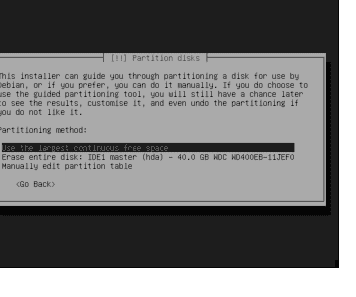 [!!] Partition disks
This installer can guide you through partitioning a disk for use by
Debian, or if you prefer, you can do it manually. If you do choose to
use the guided partitioning tool, you will still have a chance later
to see the results, customise it, and even undo the partitioning if
you do not like it.
Partitioning method:
Use the largest continuous free space
Erase entire disk: IDE1 master (hda) - 40.0 GB WDC WD400EB-11JEF0
Manually edit partition table
<Go Back>